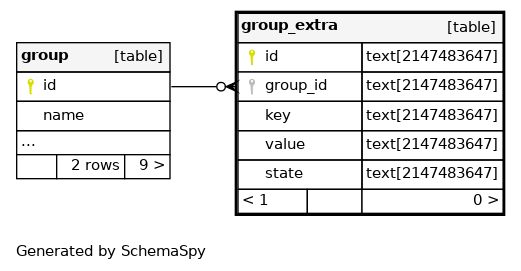 group [table]
id
name
...
2 rows 9 >
group_extra [table]
id text[2147483647]
group_id text[2147483647]
key text[2147483647]
value text[2147483647]
state text[2147483647]
< 1 0 >
Generated by SchemaSpy